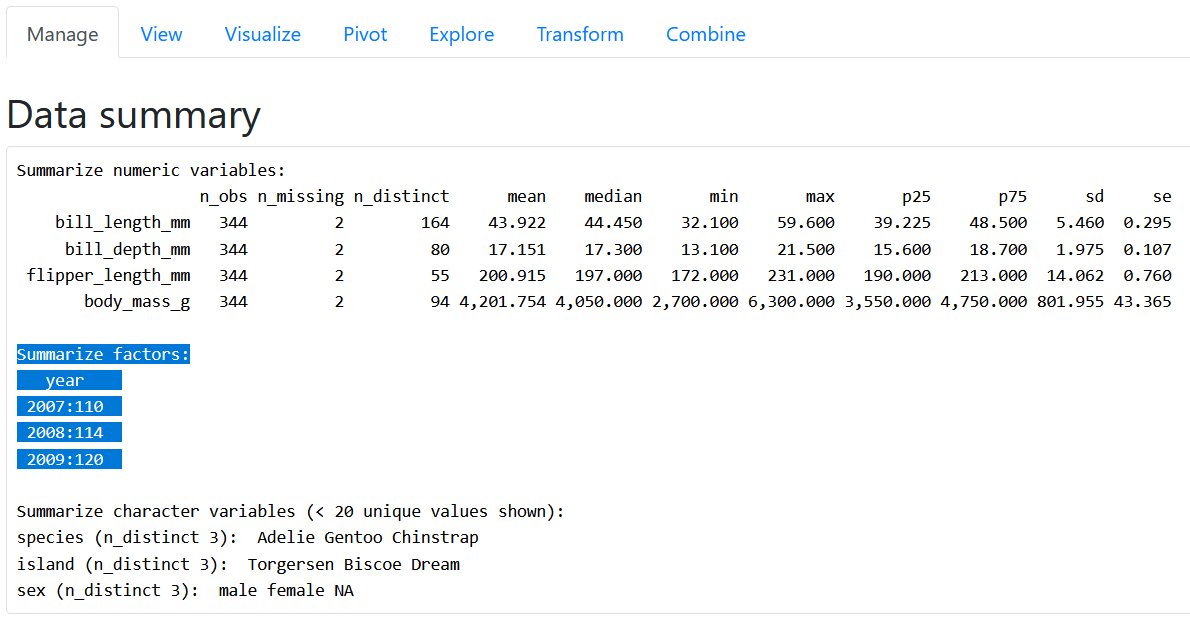 Manage View Visualize Pivot Explore Transform Combine
Data summary
Summarize numeric variables:
n_obs n_missing n_distinct mean median min max p25 p75 sd se
bill_length_mm 344 2 164 43.922 44.450 32.100 59.600 39.225 48.500 5.460 0.295
bill_depth_mm 344 2 80 17.151 17.300 13.100 21.500 15.600 18.700 1.975 0.107
flipper_length_mm 344 2 55 200.915 197.000 172.000 231.000 190.000 213.000 14.062 0.760
body_mass_g 344 2 94 4,201.754 4,050.000 2,700.000 6,300.000 3,550.000 4,750.000 801.955 43.365
Summarize factors:
year
2007:110
2008:114
2009:120
Summarize character variables (< 20 unique values shown):
species (n_distinct 3): Adelie Gentoo Chinstrap
island (n_distinct 3): Torgersen Biscoe Dream
sex (n_distinct 3): male female NA